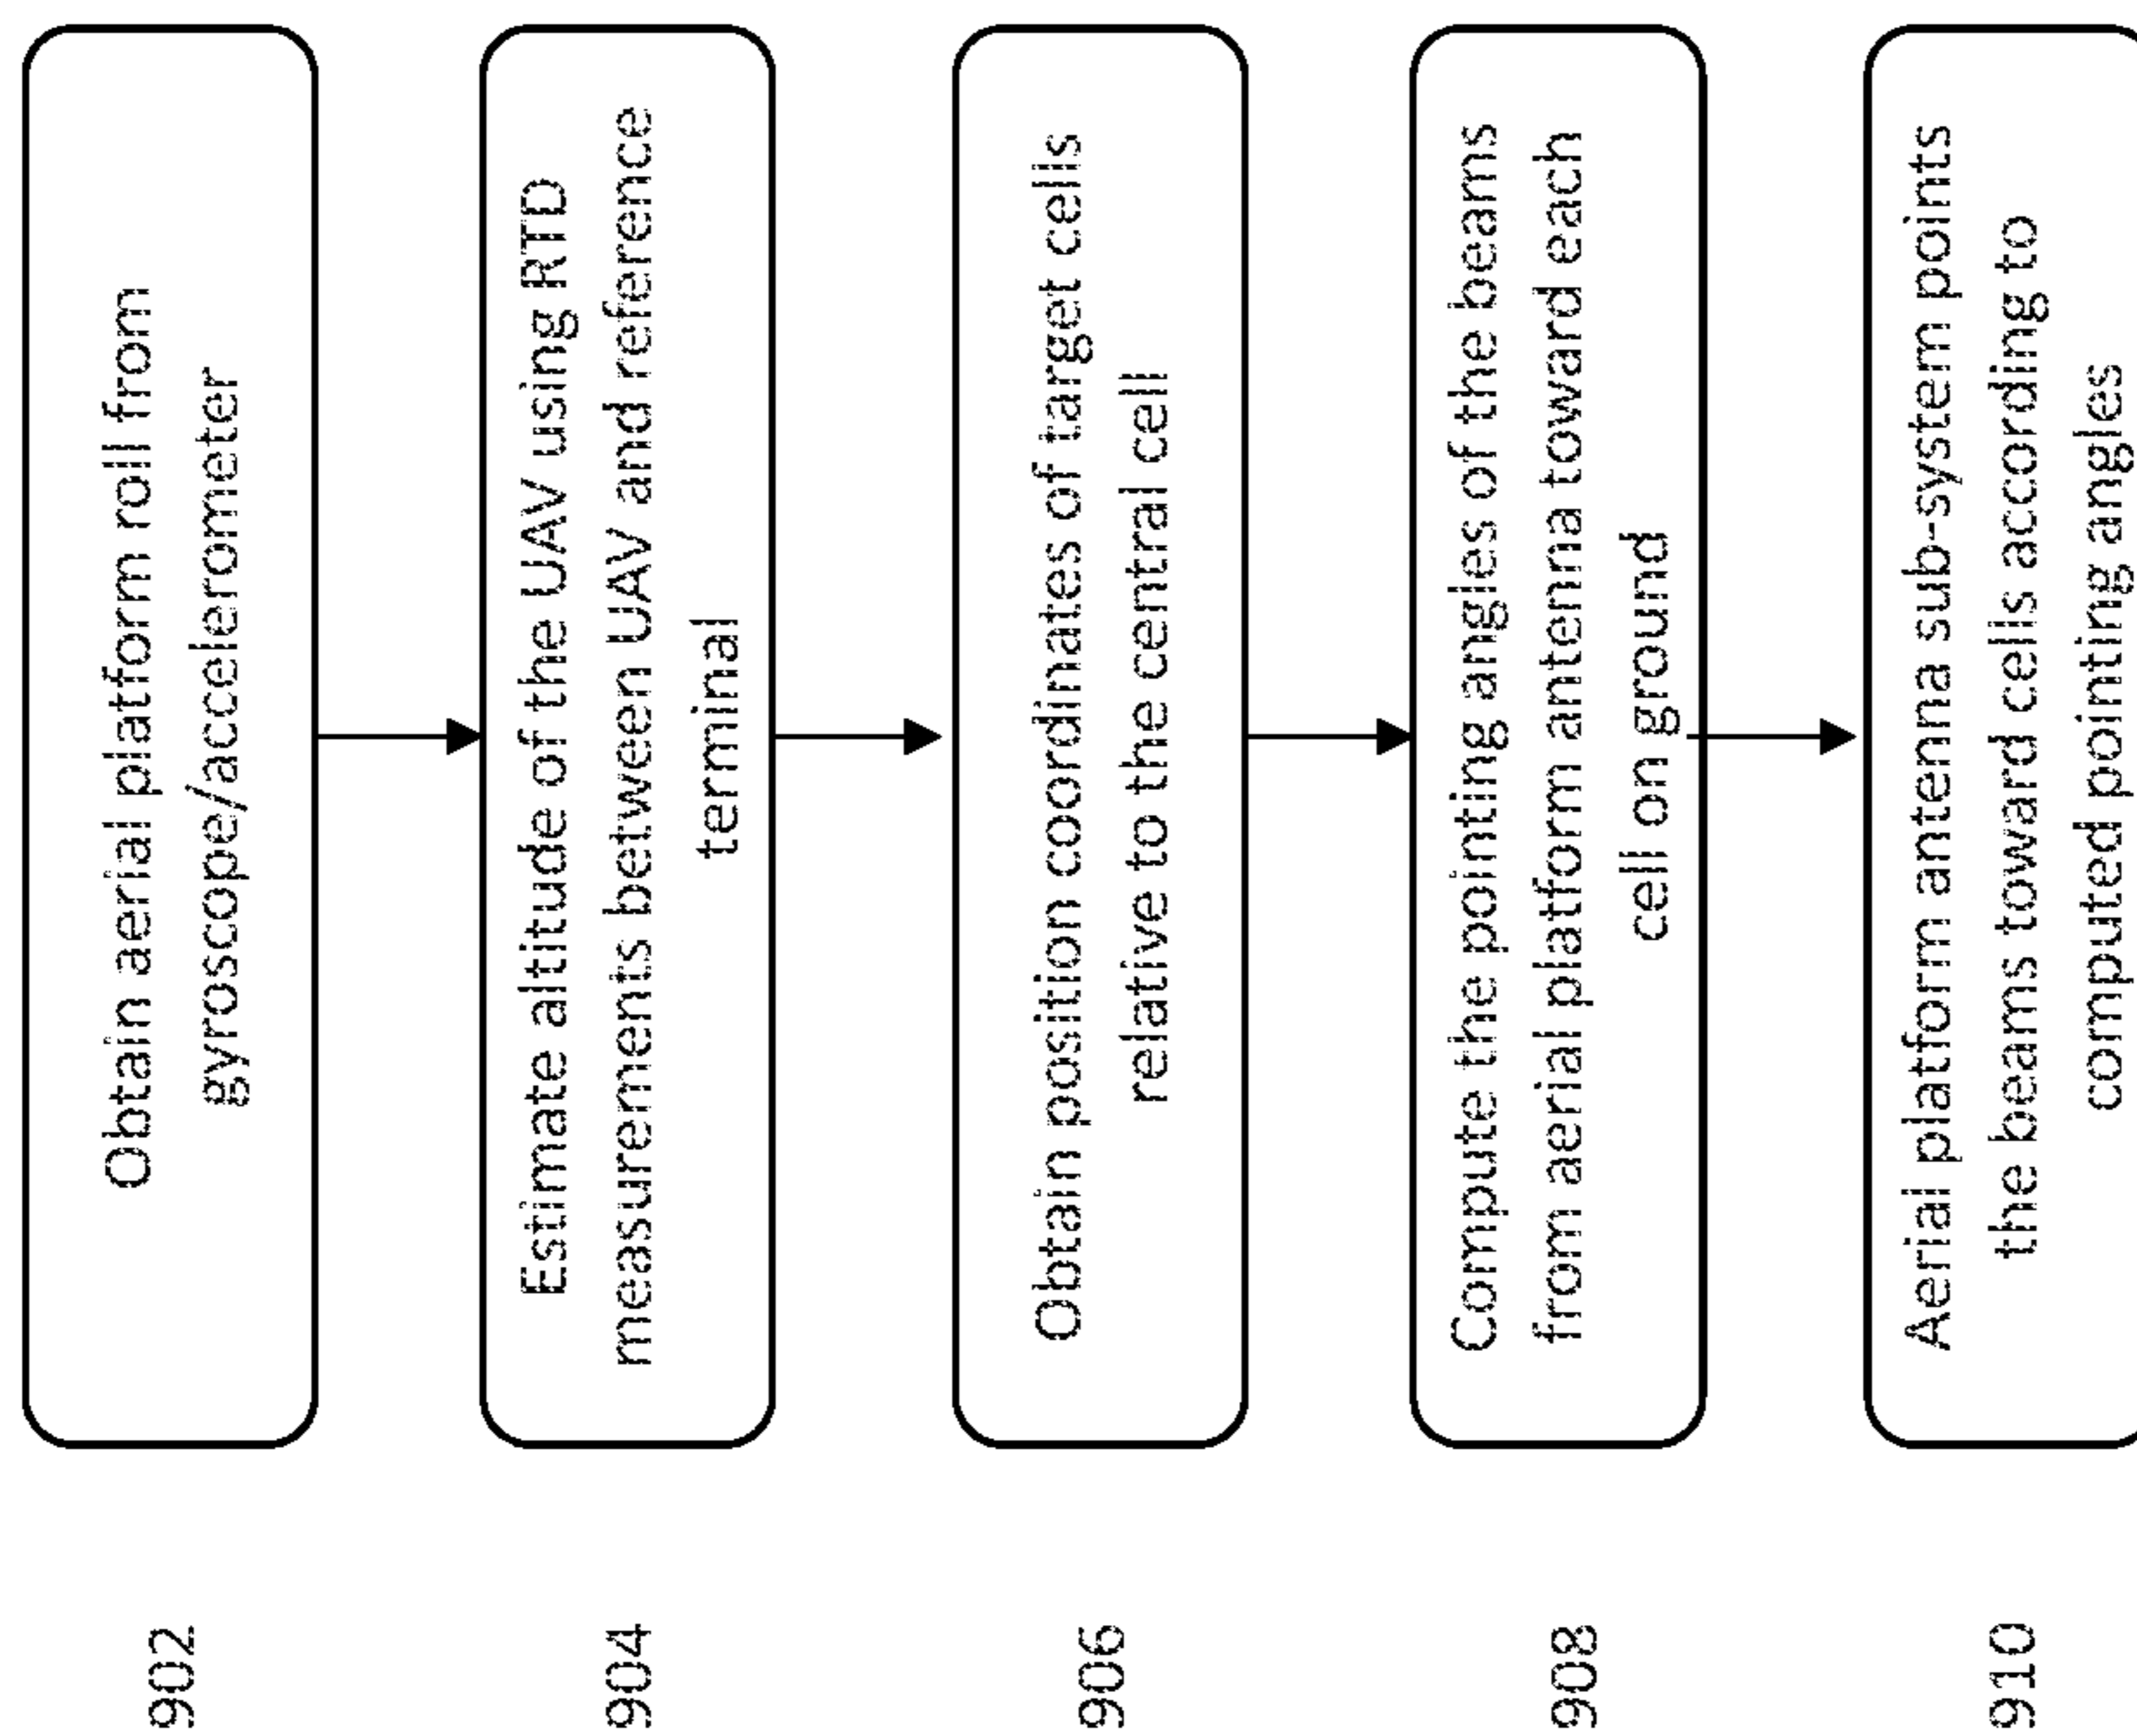 902
Obtain aerial platform roll from
gyroscope/accelerometer
904
Estimate altitude of the UAV using RTD
measurements between UAV and reference
terminal
906
Obtain position coordinates of target cells
relative to the central cell
908
Compute the pointing angles of the beams
from aerial platform antenna toward each
cell on ground
910
Aerial platform antenna sub-system points
the beams toward cells according to
computed pointing angles